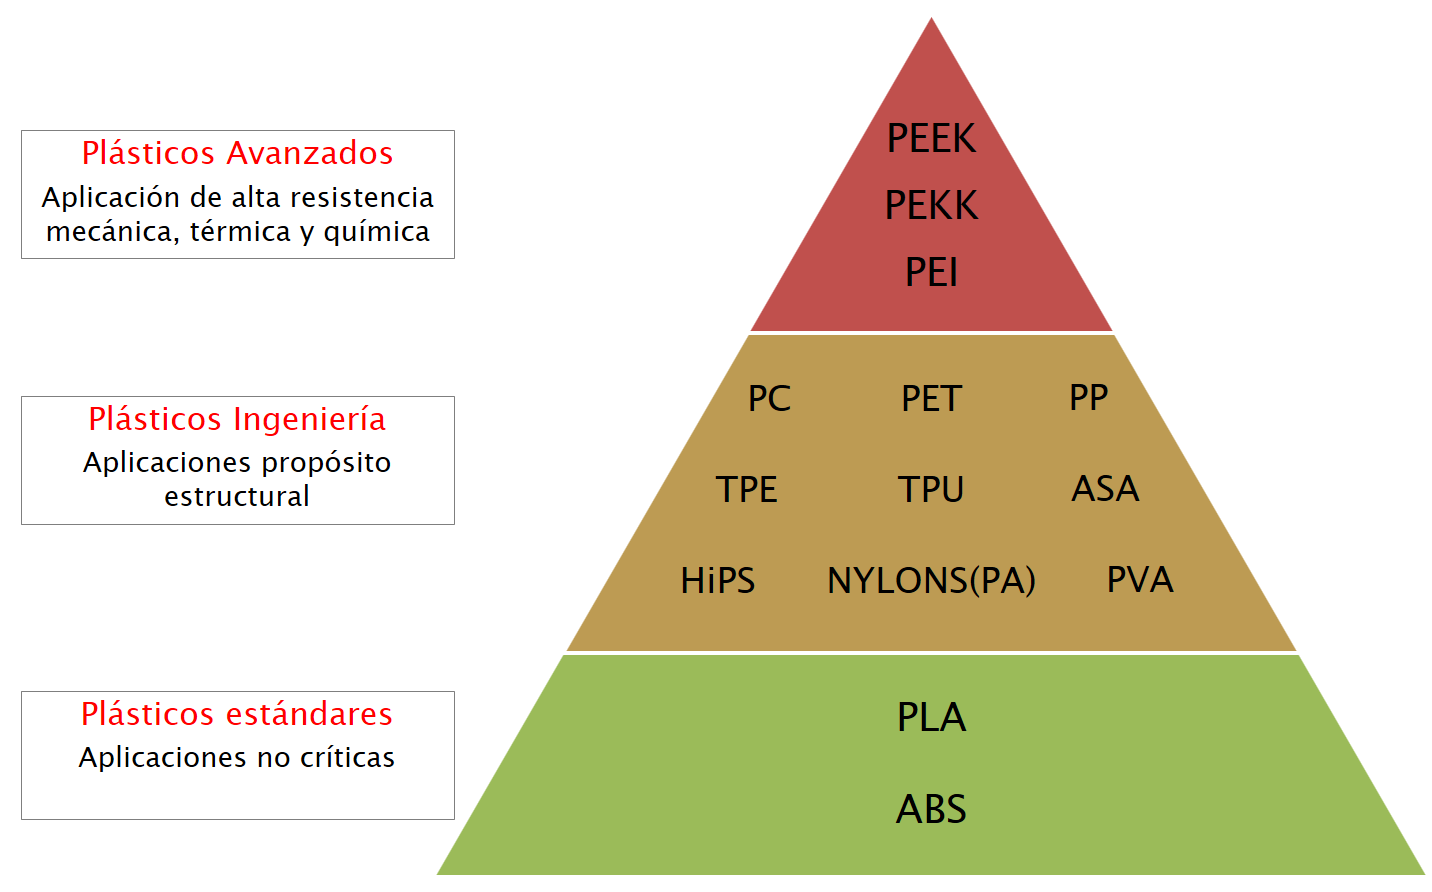 Plásticos Avanzados
Aplicación de alta resistencia
mecánica, térmica y química
PEEK
PEKK
PEI
Plásticos Ingeniería
Aplicaciones propósito
estructural
PC PET PP
TPE TPU ASA
HiPS NYLONS(PA) PVA
Plásticos estándares
Aplicaciones no críticas
PLA
ABS